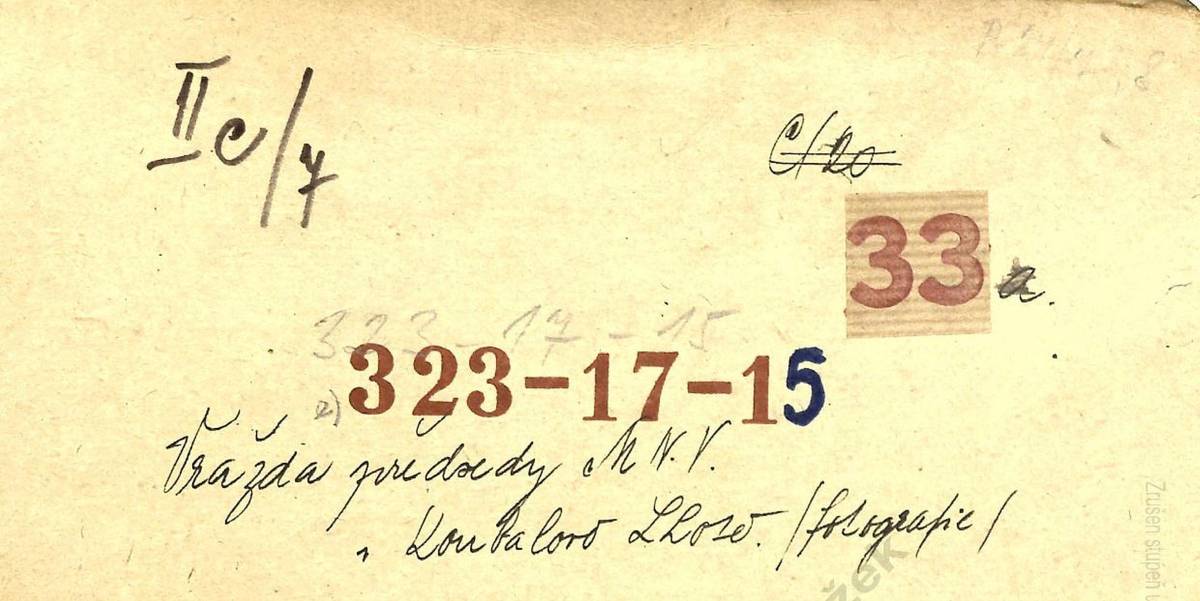 II c/7
C/20
33 a.
323-17-15
323-17-15
Vražda předsedy M.N.V.
v Koubalově Lhotě. /fotografie/
Zrušen stupeň